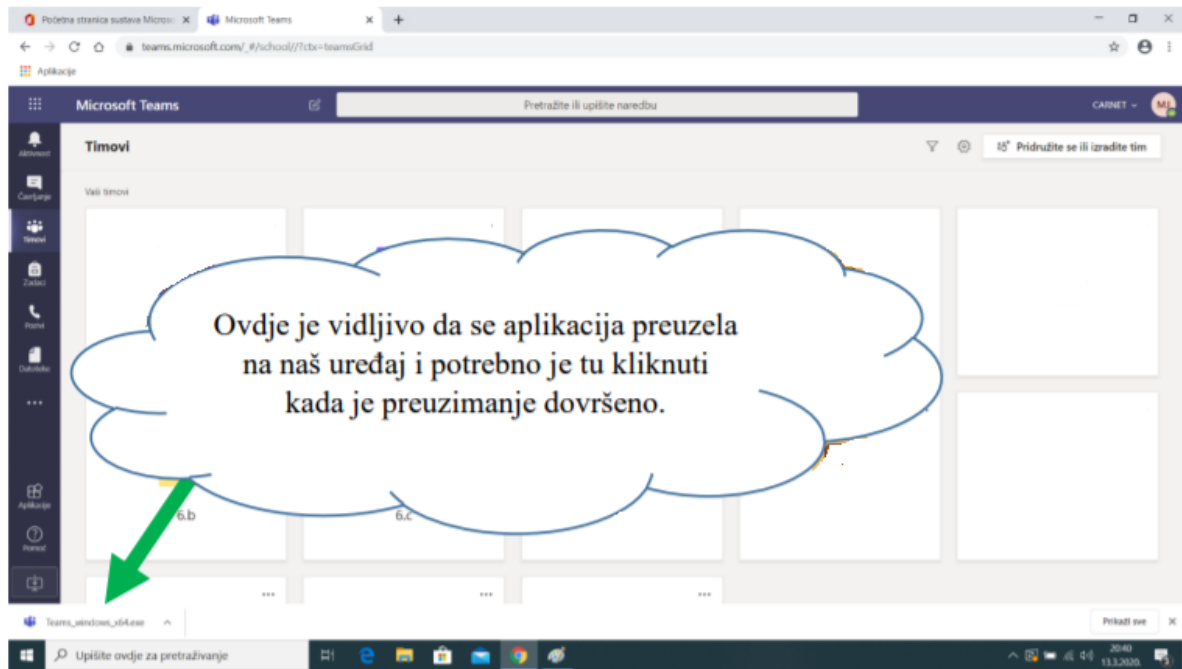 Početna stranica sustava Microso
Microsoft Teams
teams.microsoft.com/_#/school//?ctx=teamsGrid
Aplikacije
Microsoft Teams
Pretražite ili upišite naredbu
CARNET
MJ
Aktivnost
Timovi
Pridružite se ili izradite tim
Čavrljanje
Vaši timovi
Timovi
Zadaci
Pozivi
Datoteke
Ovdje je vidljivo da se aplikacija preuzela
na naš uređaj i potrebno je tu kliknuti
kada je preuzimanje dovršeno.
Aplikacije
6.b
6.c
Pomoć
Teams_windows_x64.exe
Prikaži sve
Upišite ovdje za pretraživanje
20:40
13.3.2020.